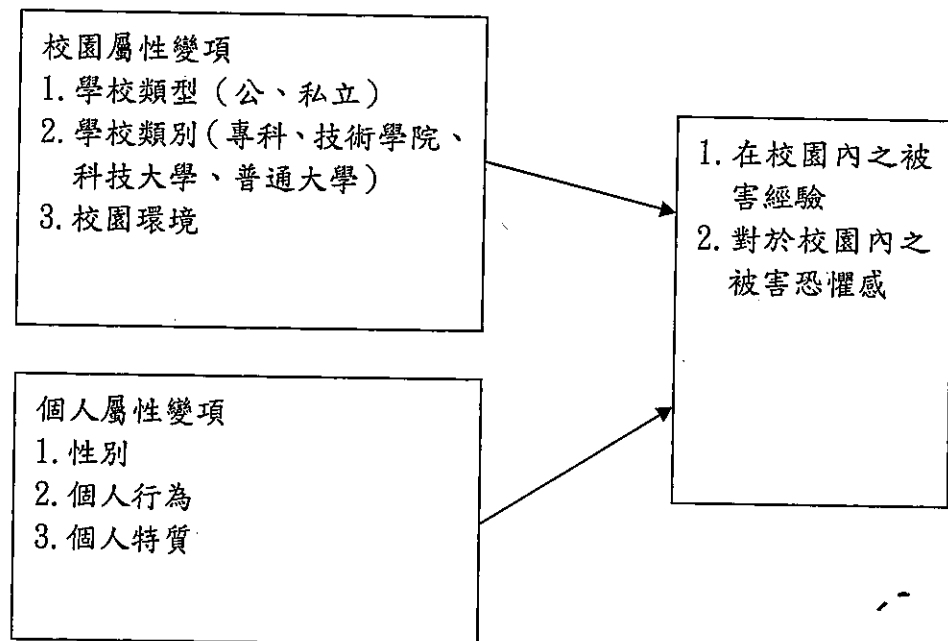 校園屬性變項
1. 學校類型（公、私立）
2. 學校類別（專科、技術學院、
科技大學、普通大學）
3. 校園環境
1. 在校園內之被
害經驗
2. 對於校園內之
被害恐懼感
個人屬性變項
1. 性別
2. 個人行為
3. 個人特質